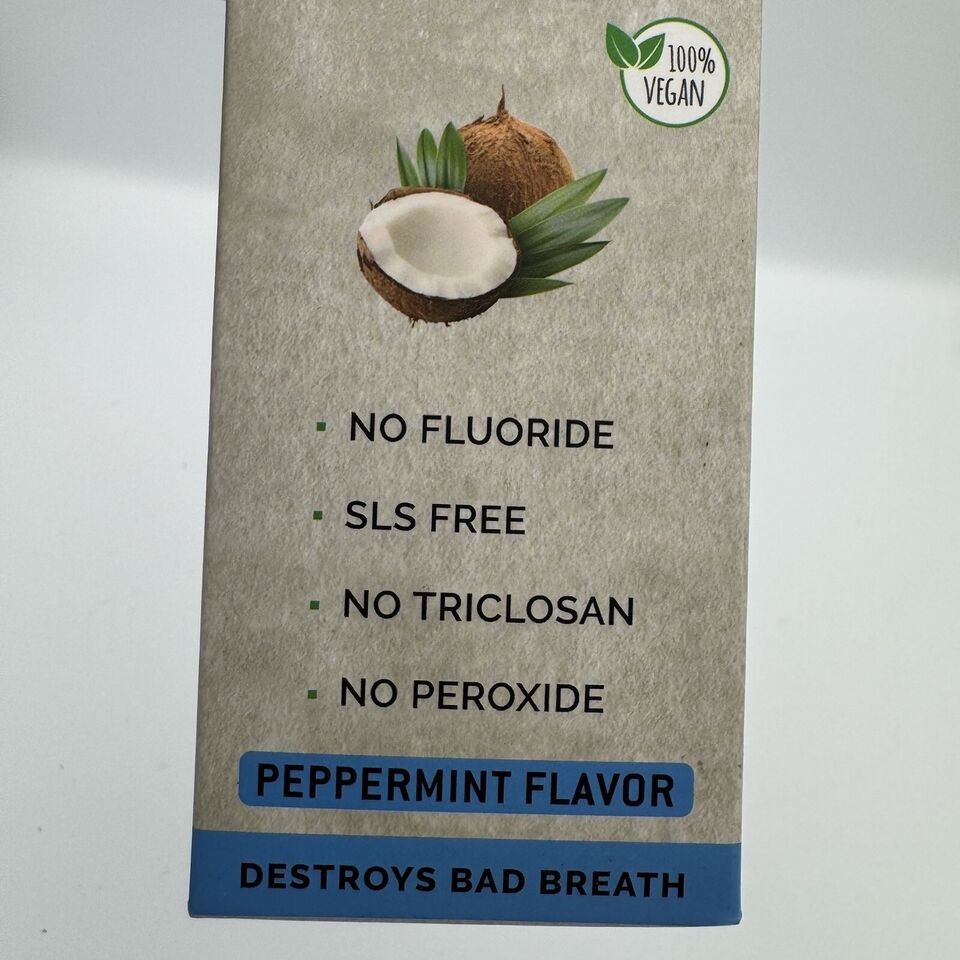 100%
VEGAN
NO FLUORIDE
SLS FREE
NO TRICLOSAN
NO PEROXIDE
PEPPERMINT FLAVOR
DESTROYS BAD BREATH